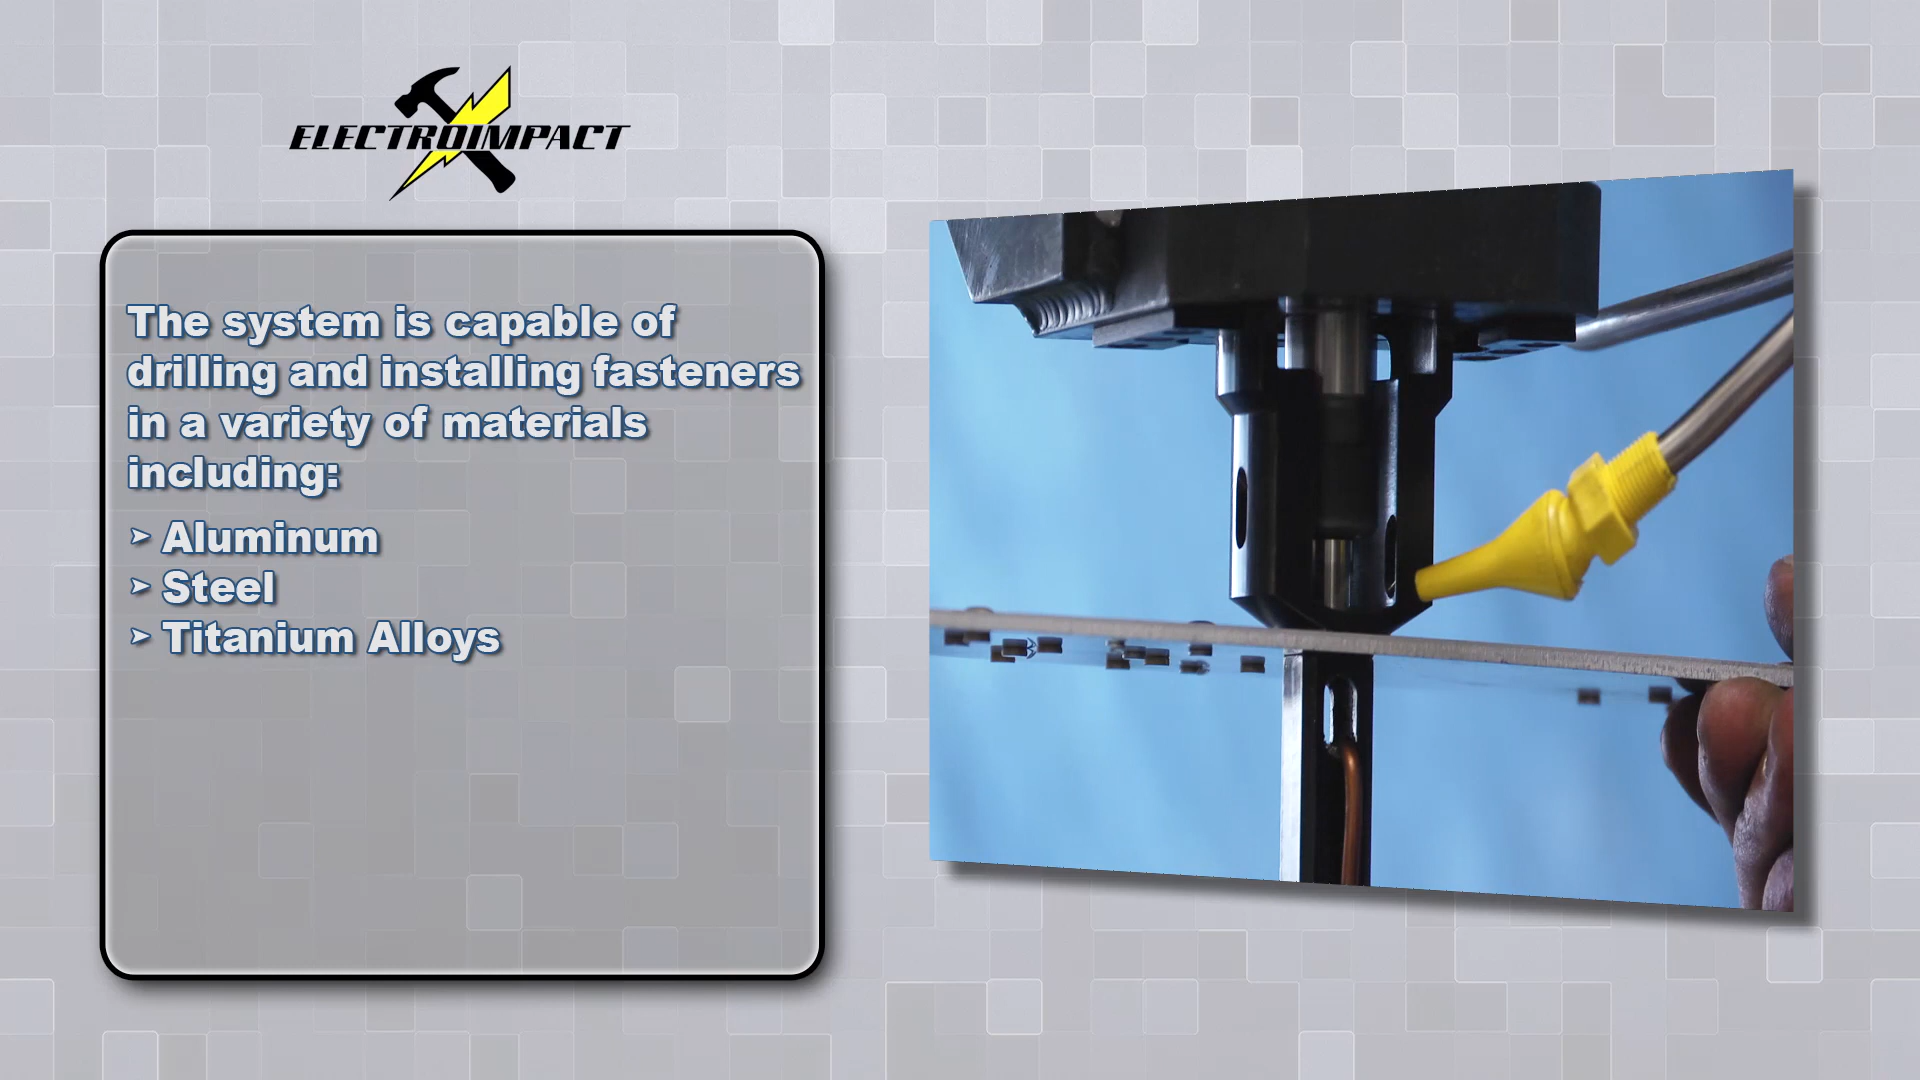 ELECTROIMPACT
The system is capable of
drilling and installing fasteners
in a variety of materials
including:
➢ Aluminum
➢ Steel
➢ Titanium Alloys